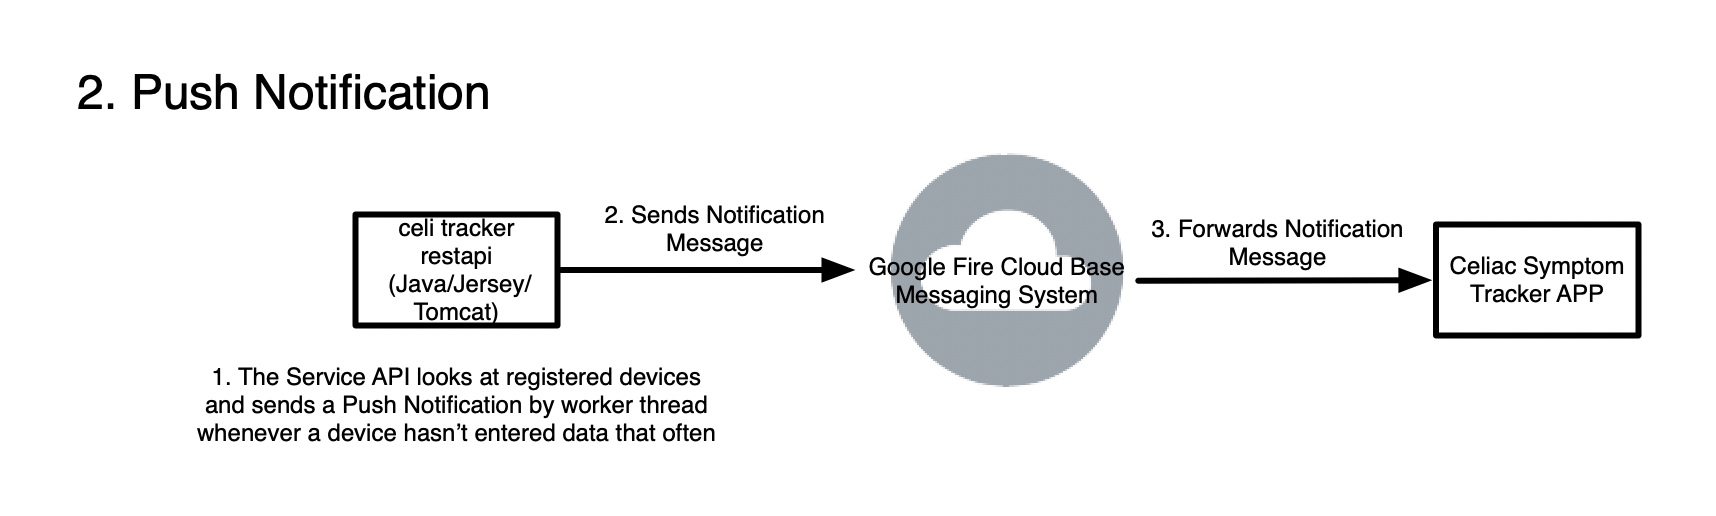 2. Push Notification
celi tracker
restapi
(Java/Jersey/
Tomcat)
2. Sends Notification
Message
Google Fire Cloud Base
Messaging System
3. Forwards Notification
Message
Celiac Symptom
Tracker APP
1. The Service API looks at registered devices
and sends a Push Notification by worker thread
whenever a device hasn't entered data that often